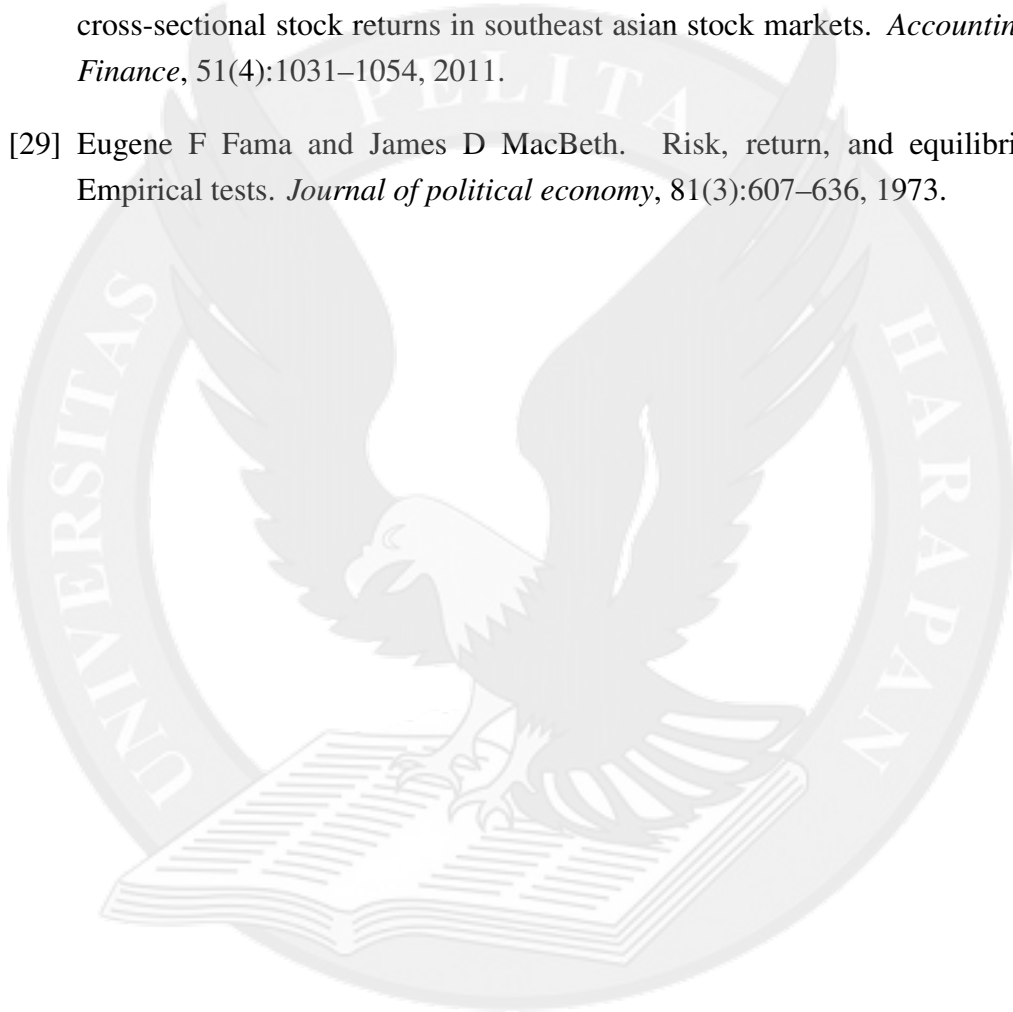 cross-sectional stock returns in southeast asian stock markets. Accountin
Finance, 51(4):1031–1054, 2011.
[29] Eugene F Fama and James D MacBeth. Risk, return, and equilibri
Empirical tests. Journal of political economy, 81(3):607–636, 1973.
UNIVERSITAS PELITA HARAPAN